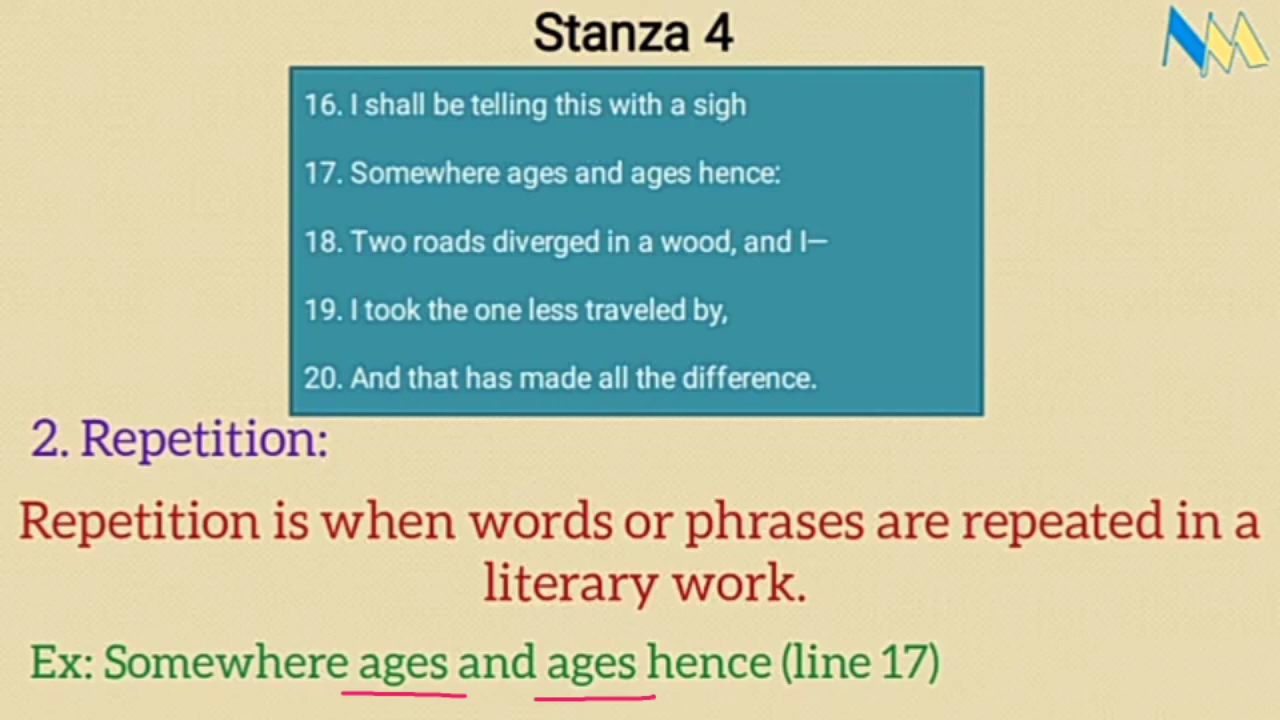 Stanza 4
NM
16. I shall be telling this with a sigh
17. Somewhere ages and ages hence:
18. Two roads diverged in a wood, and I—
19. I took the one less traveled by,
20. And that has made all the difference.
2. Repetition:
Repetition is when words or phrases are repeated in a
literary work.
Ex: Somewhere ages and ages hence (line 17)